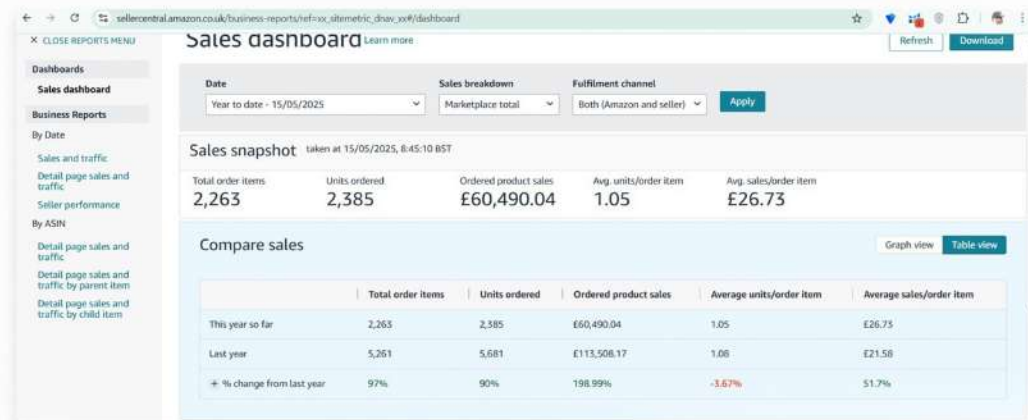 sellercentral.amazon.co.uk/business-reports/ref=xx_sitemetric_dnav_xx#/dashboard
× CLOSE REPORTS MENU
Dashboards
Sales dashboard
Business Reports
By Date
Sales and traffic
Detail page sales and
traffic
Seller performance
By ASIN
Detail page sales and
traffic
Detail page sales and
traffic by parent item
Detail page sales and
traffic by child item
Sales dashboard Learn more
Refresh Download
Date Sales breakdown Fulfilment channel
Year to date - 15/05/2025 Marketplace total Both (Amazon and seller) Apply
Sales snapshot taken at 15/05/2025, 8:45:10 BST
Total order items Units ordered Ordered product sales Avg. units/order item Avg. sales/order item
2,263 2,385 £60,490.04 1.05 £26.73
Compare sales Graph view Table view
Total order items Units ordered Ordered product sales Average units/order item Average sales/order item
This year so far 2,263 2,385 £60,490.04 1.05 £26.73
Last year 5,261 5,681 £113,508.17 1.08 £21.58
+ % change from last year 97% 90% 198.99% -3.67% 51.7%